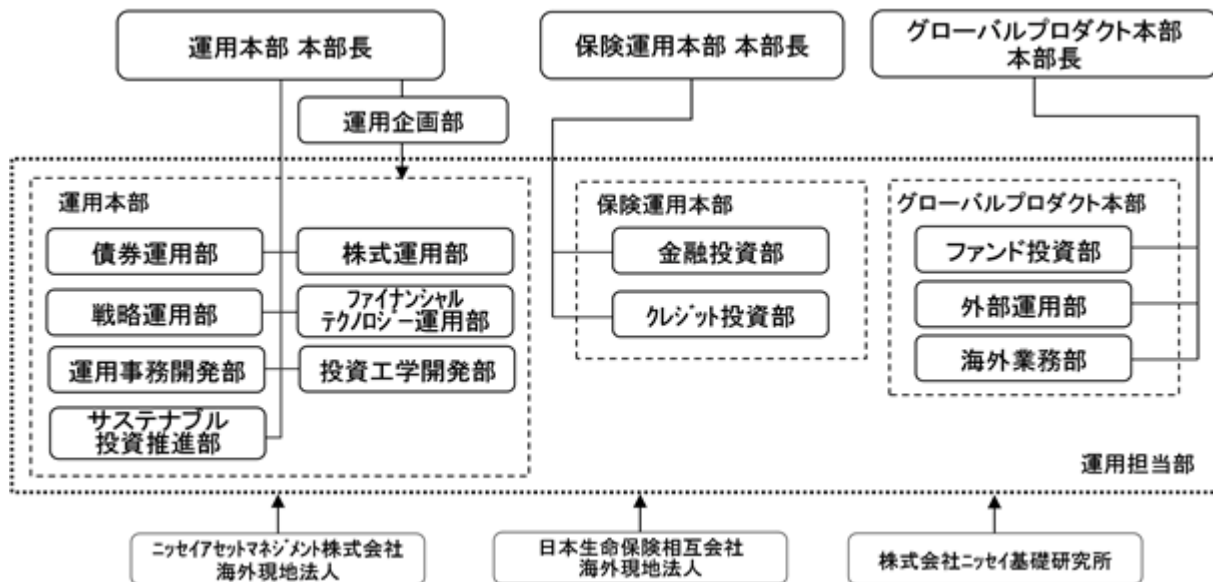 運用本部 本部長
保険運用本部 本部長
グローバルプロダクト本部
本部長
運用企画部
運用本部
債券運用部
株式運用部
戦略運用部
ファイナンシャル
テクノロジー運用部
運用事務開発部
投資工学開発部
サステナブル
投資推進部
保険運用本部
金融投資部
クレジット投資部
グローバルプロダクト本部
ファンド投資部
外部運用部
海外業務部
運用担当部
ニッセイアセットマネジメント株式会社
海外現地法人
日本生命保険相互会社
海外現地法人
株式会社ニッセイ基礎研究所